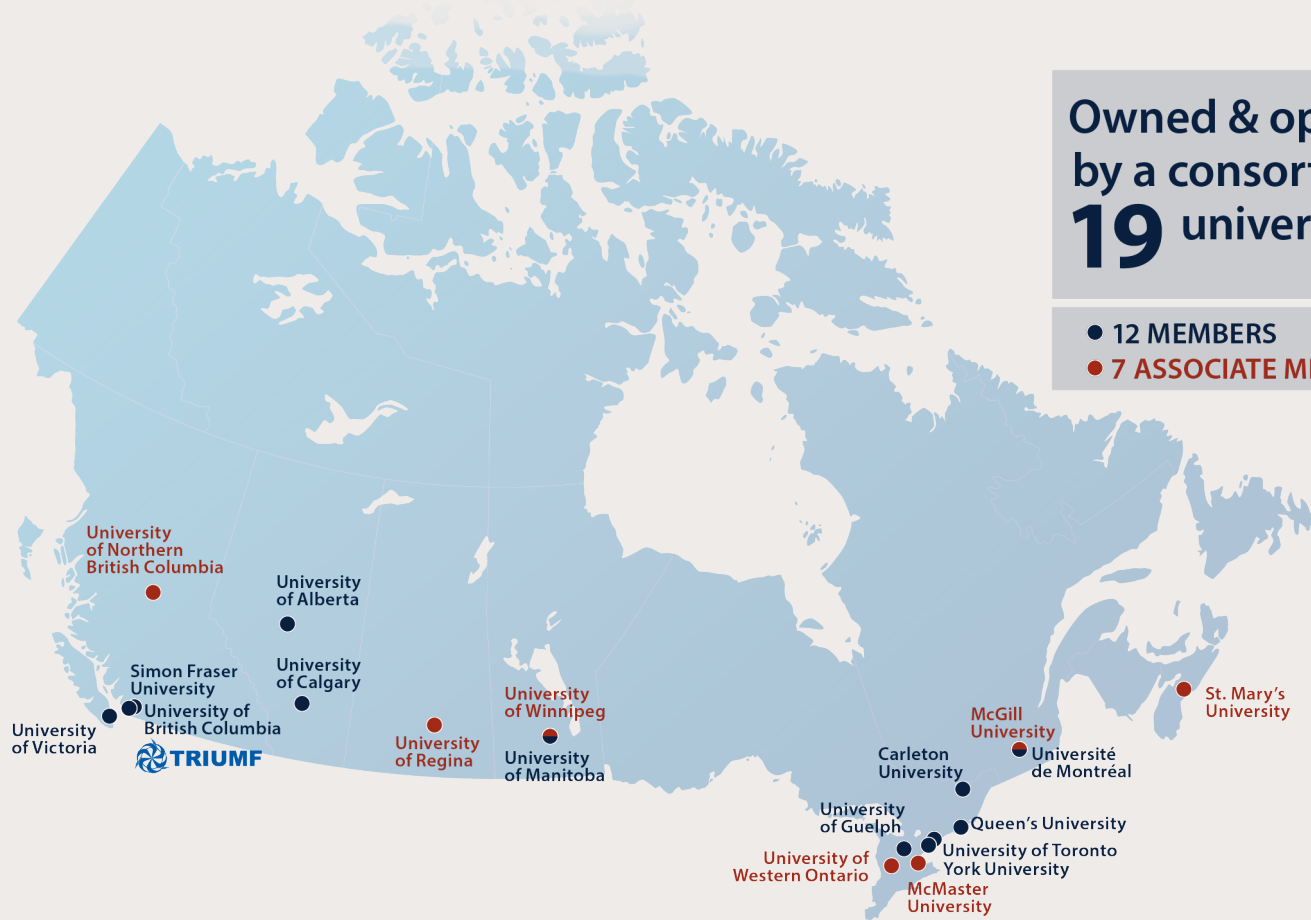 Owned & op
by a consort
19 univer
12 MEMBERS
7 ASSOCIATE M
University
of Northern
British Columbia
University
of Alberta
Simon Fraser
University
University
of Calgary
University of
British Columbia
University
of Victoria
TRIUMF
University
of Regina
University
of Winnipeg
University
of Manitoba
St. Mary's
University
McGill
University
Université
de Montréal
Carleton
University
University
of Guelph
Queen's University
University of Toronto
York University
University of
Western Ontario
McMaster
University